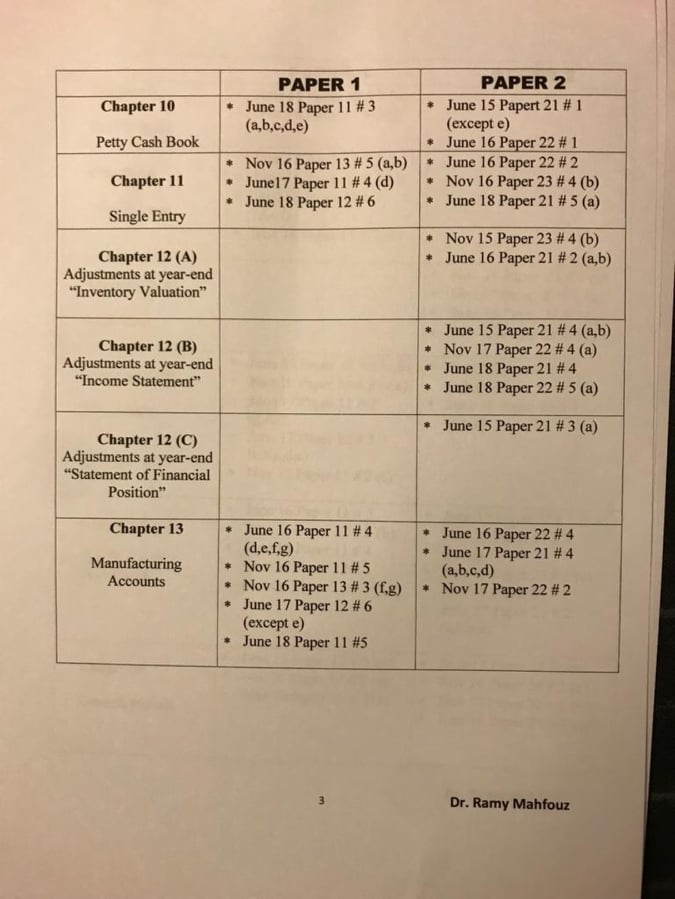 PAPER 1
PAPER 2
Chapter 10
Petty Cash Book
* June 18 Paper 11 # 3
(a,b,c,d,e)
* June 15 Papert 21 # 1
(except e)
* June 16 Paper 22 # 1
Chapter 11
Single Entry
* Nov 16 Paper 13 # 5 (a,b)
* June17 Paper 11 # 4 (d)
* June 18 Paper 12 # 6
* June 16 Paper 22 # 2
* Nov 16 Paper 23 # 4 (b)
* June 18 Paper 21 # 5 (a)
Chapter 12 (A)
Adjustments at year-end
“Inventory Valuation”
* Nov 15 Paper 23 # 4 (b)
* June 16 Paper 21 # 2 (a,b)
Chapter 12 (B)
Adjustments at year-end
“Income Statement”
* June 15 Paper 21 # 4 (a,b)
* Nov 17 Paper 22 # 4 (a)
* June 18 Paper 21 # 4
* June 18 Paper 22 # 5 (a)
Chapter 12 (C)
Adjustments at year-end
“Statement of Financial
Position”
* June 15 Paper 21 # 3 (a)
Chapter 13
Manufacturing
Accounts
* June 16 Paper 11 # 4
(d,e,f,g)
* Nov 16 Paper 11 # 5
* Nov 16 Paper 13 # 3 (f,g)
* June 17 Paper 12 # 6
(except e)
* June 18 Paper 11 #5
* June 16 Paper 22 # 4
* June 17 Paper 21 # 4
(a,b,c,d)
* Nov 17 Paper 22 # 2
3
Dr. Ramy Mahfouz